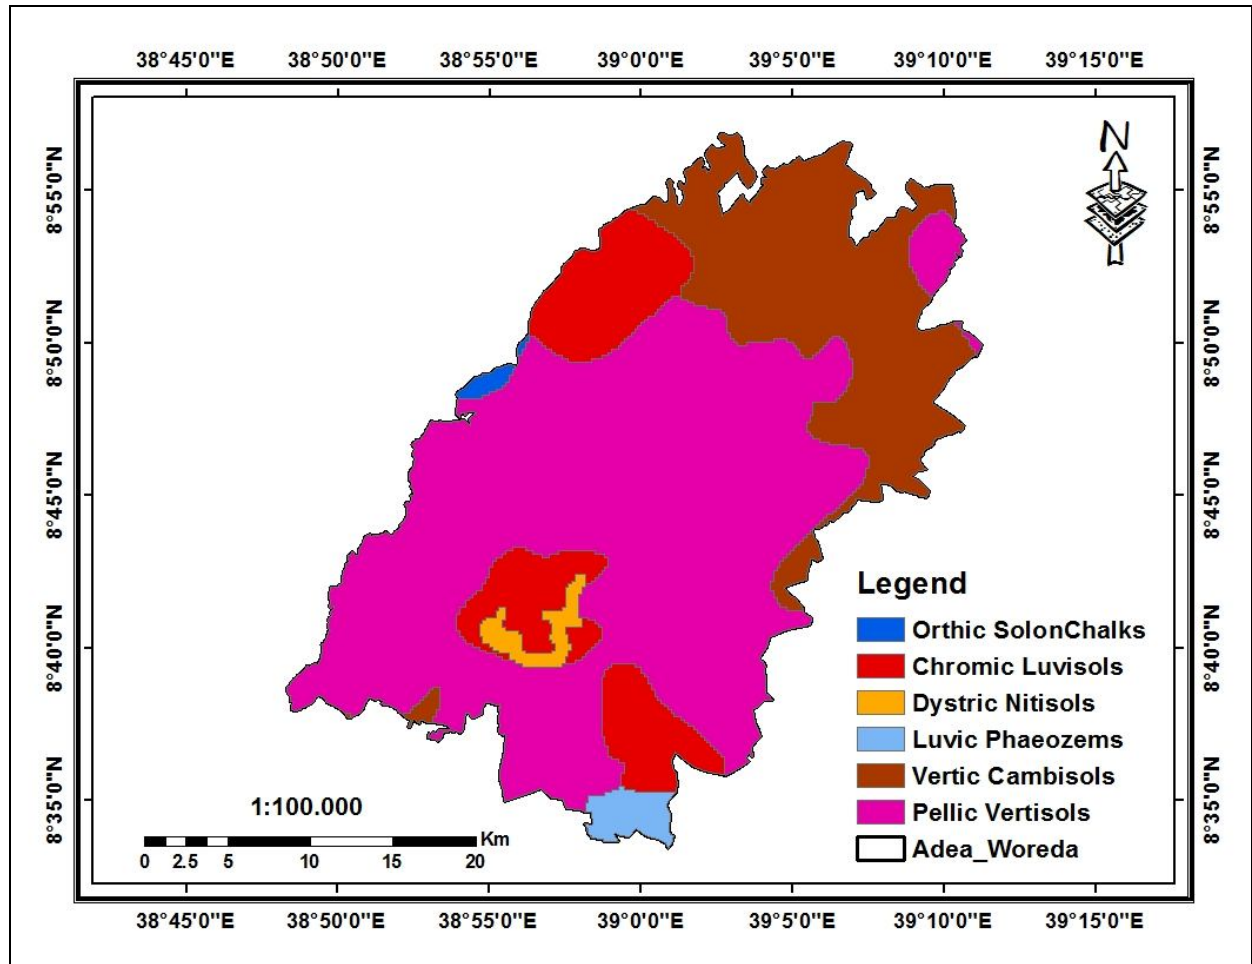 38°45'0"E 38°50'0"E 38°55'0"E 39°0'0"E 39°5'0"E 39°10'0"E 39°15'0"E
N
8°55'0"N 8°55'0"N
8°50'0"N 8°50'0"N
8°45'0"N 8°45'0"N
8°40'0"N 8°40'0"N
8°35'0"N 8°35'0"N
Legend
Orthic SolonChalks
Chromic Luvisols
Dystric Nitisols
Luvic Phaeozems
Vertic Cambisols
Pellic Vertisols
Adea_Woreda
1:100.000
Km
0 2.5 5 10 15 20
38°45'0"E 38°50'0"E 38°55'0"E 39°0'0"E 39°5'0"E 39°10'0"E 39°15'0"E